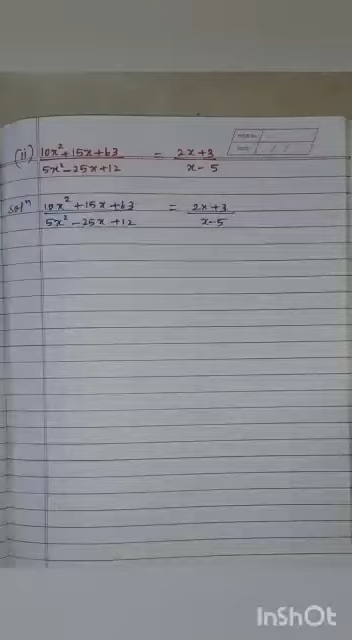 (ii) 10x² + 15x + 63 / 5x² - 25x + 12 = 2x + 3 / x - 5
Solⁿ 10x² + 15x + 63 / 5x² - 25x + 12 = 2x + 3 / x - 5
InShOt